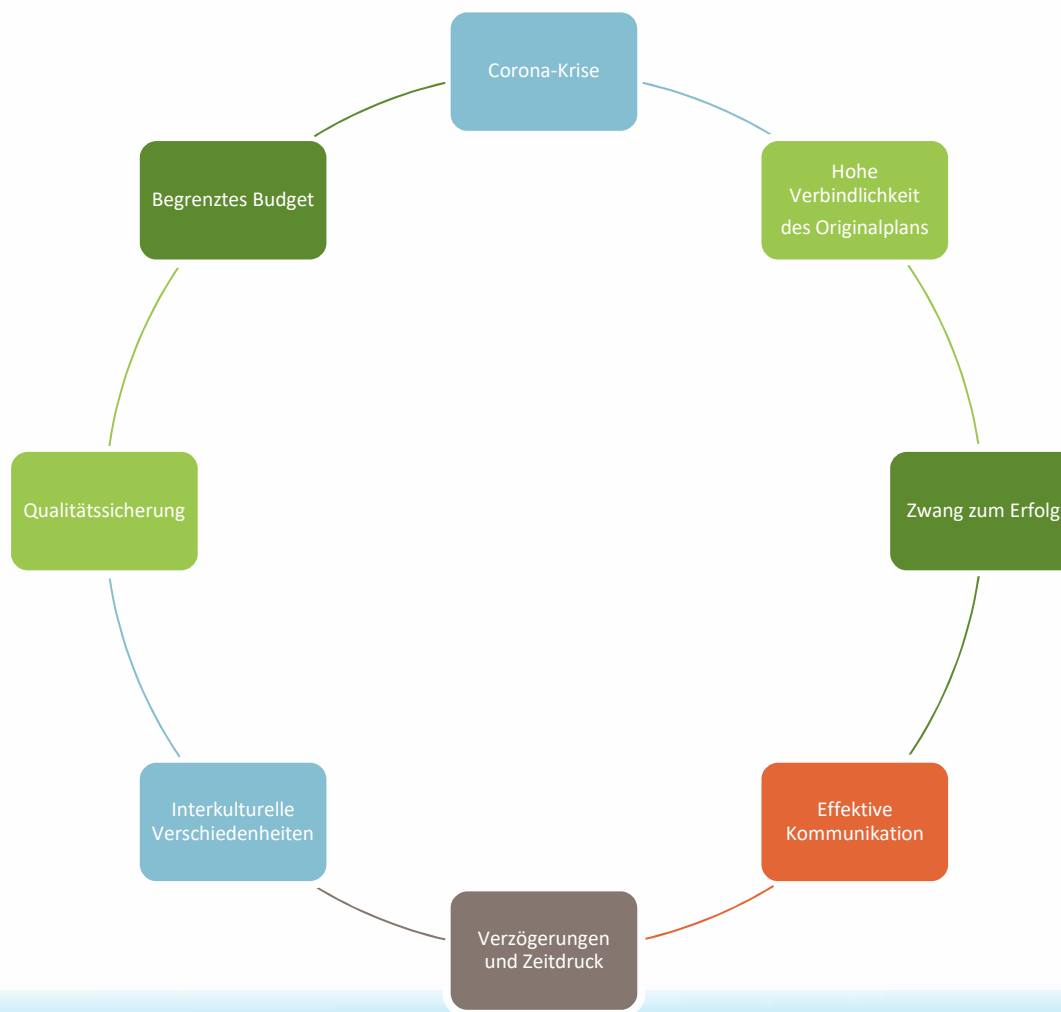 Corona-Krise
Hohe
Verbindlichkeit
des Originalplans
Zwang zum Erfolg
Effektive
Kommunikation
Verzögerungen
und Zeitdruck
Interkulturelle
Verschiedenheiten
Qualitätssicherung
Begrenztes Budget